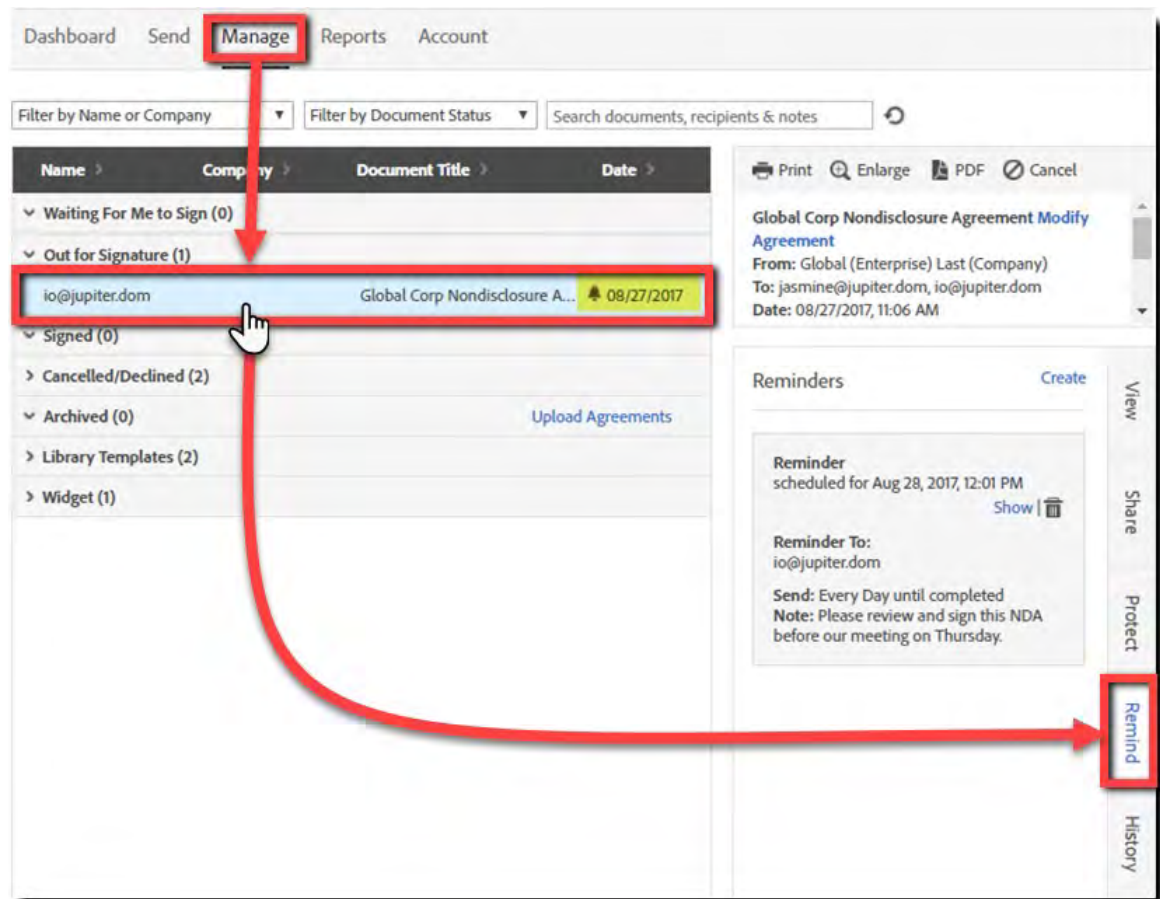 Dashboard Send Manage Reports Account
Filter by Name or Company Filter by Document Status Search documents, recipients & notes
Name Company Document Title Date
Waiting For Me to Sign (0)
Out for Signature (1)
io@jupiter.dom Global Corp Nondisclosure A... 08/27/2017
Signed (0)
Cancelled/Declined (2)
Archived (0) Upload Agreements
Library Templates (2)
Widget (1)
Print Enlarge PDF Cancel
Global Corp Nondisclosure Agreement Modify
Agreement
From: Global (Enterprise) Last (Company)
To: jasmine@jupiter.dom, io@jupiter.dom
Date: 08/27/2017, 11:06 AM
Reminders Create
Reminder
scheduled for Aug 28, 2017, 12:01 PM
Show |
Reminder To:
io@jupiter.dom
Send: Every Day until completed
Note: Please review and sign this NDA
before our meeting on Thursday.
View
Share
Protect
Remind
History